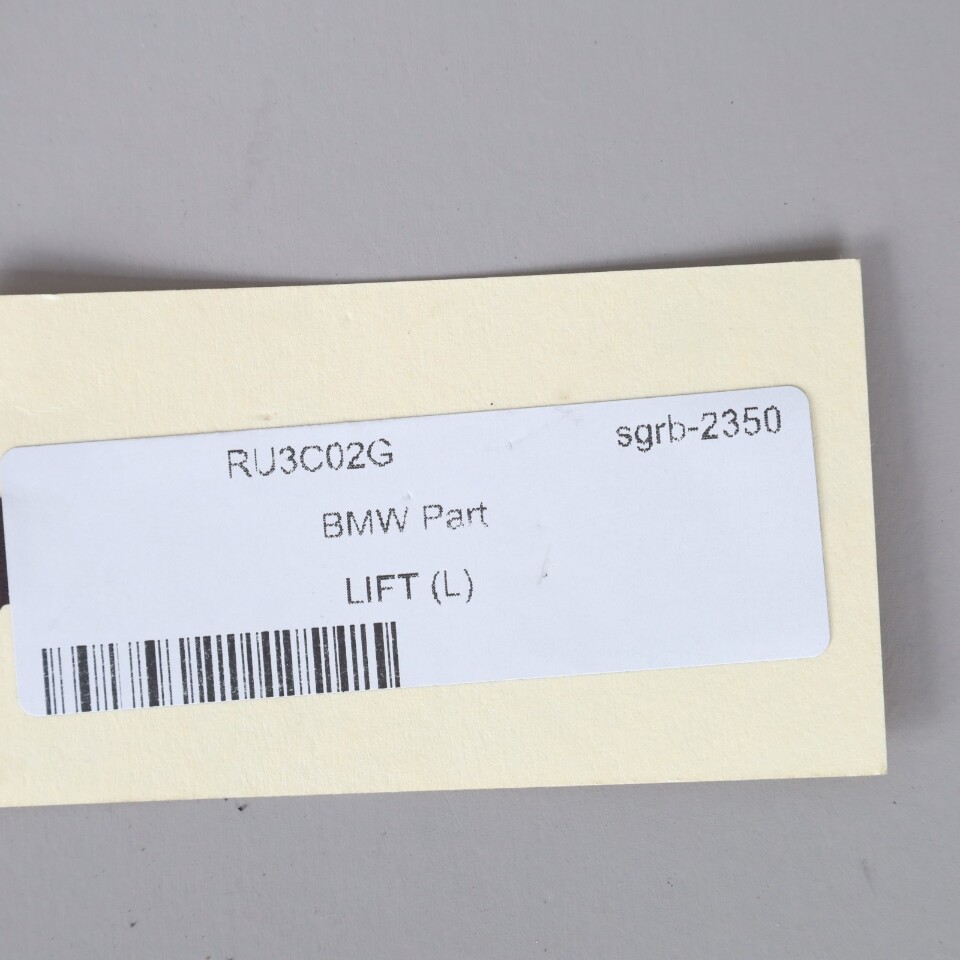 RU3C02G sgrb-2350
BMW Part
LIFT (L)